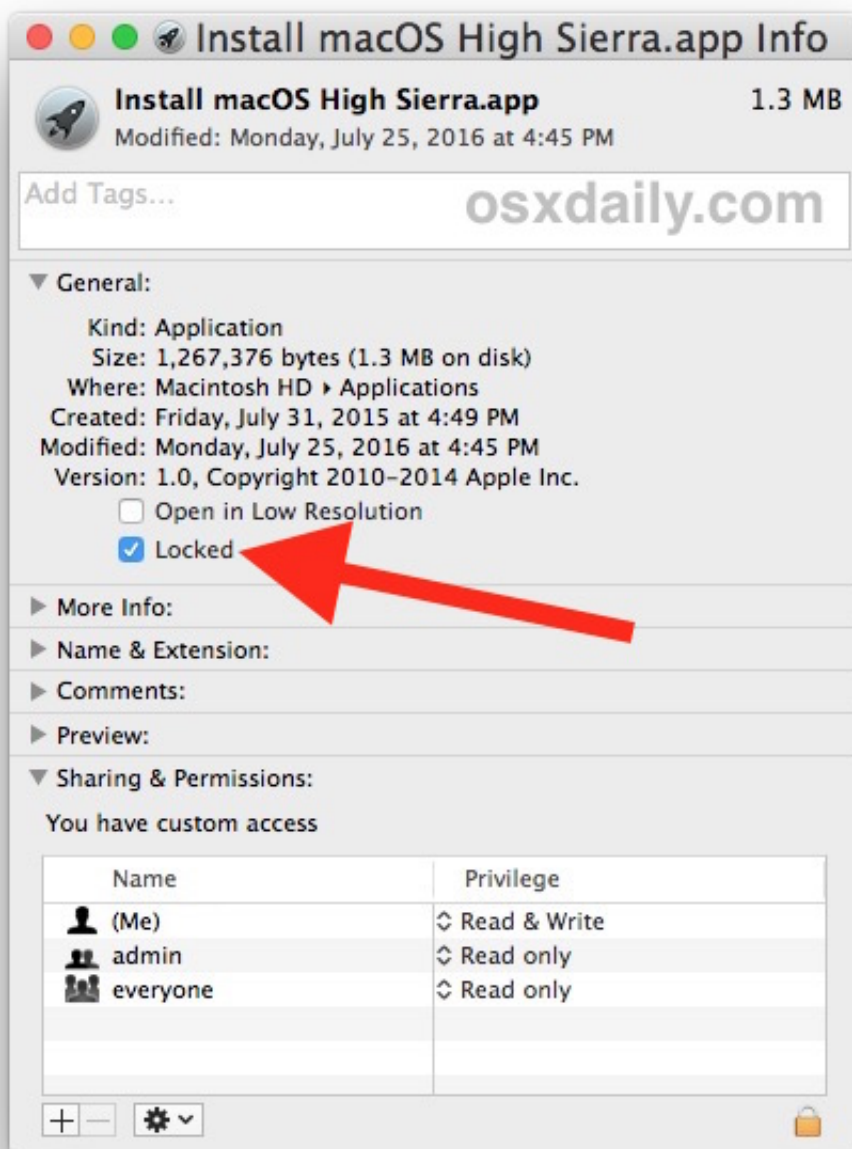 Install macOS High Sierra.app Info
Install macOS High Sierra.app 1.3 MB
Modified: Monday, July 25, 2016 at 4:45 PM
Add Tags... osxdaily.com
General:
Kind: Application
Size: 1,267,376 bytes (1.3 MB on disk)
Where: Macintosh HD ▸ Applications
Created: Friday, July 31, 2015 at 4:49 PM
Modified: Monday, July 25, 2016 at 4:45 PM
Version: 1.0, Copyright 2010–2014 Apple Inc.
Open in Low Resolution
Locked
More Info:
Name & Extension:
Comments:
Preview:
Sharing & Permissions:
You have custom access
Name Privilege
(Me) Read & Write
admin Read only
everyone Read only